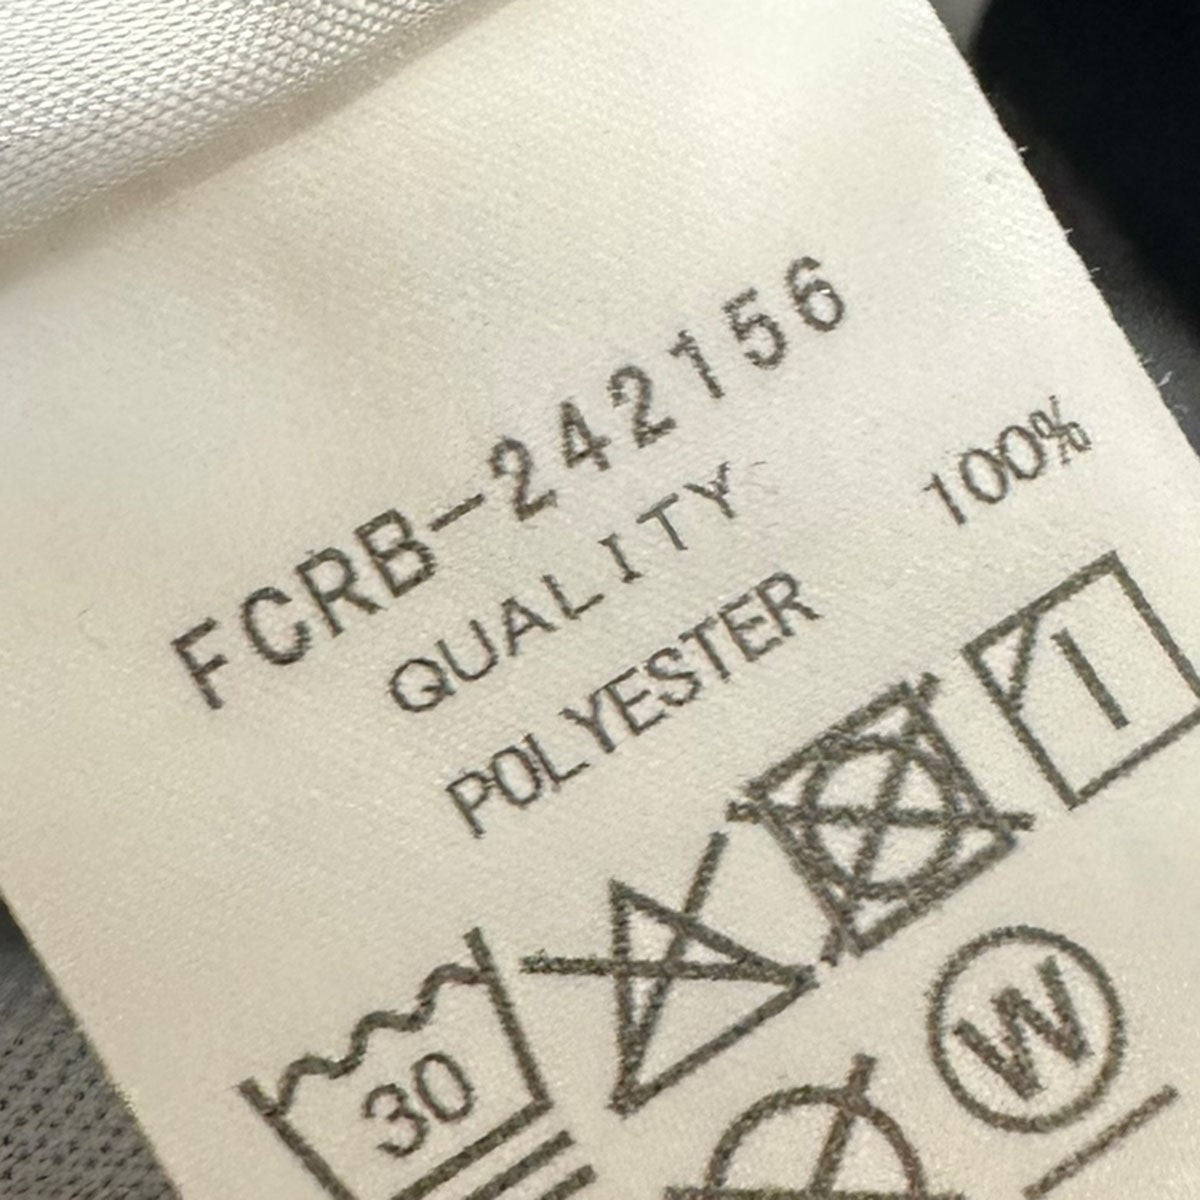 FCRB-242156
QUALITY
POLYESTER 100%
30
W